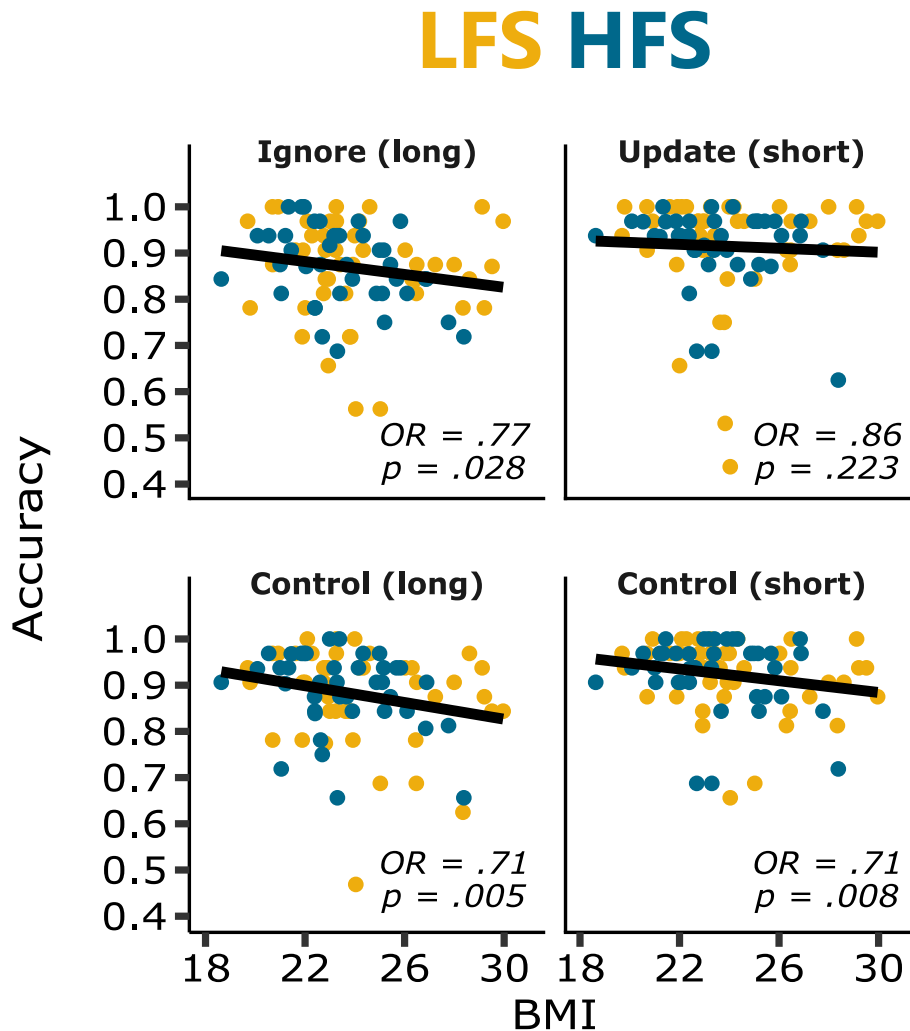 LFS HFS
Ignore (long)
Update (short)
1.0
0.9
0.8
0.7
0.6
0.5
0.4
OR = .77
p = .028
OR = .86
p = .223
Accuracy
Control (long)
Control (short)
1.0
0.9
0.8
0.7
0.6
0.5
0.4
OR = .71
p = .005
OR = .71
p = .008
18 22 26 30
18 22 26 30
BMI